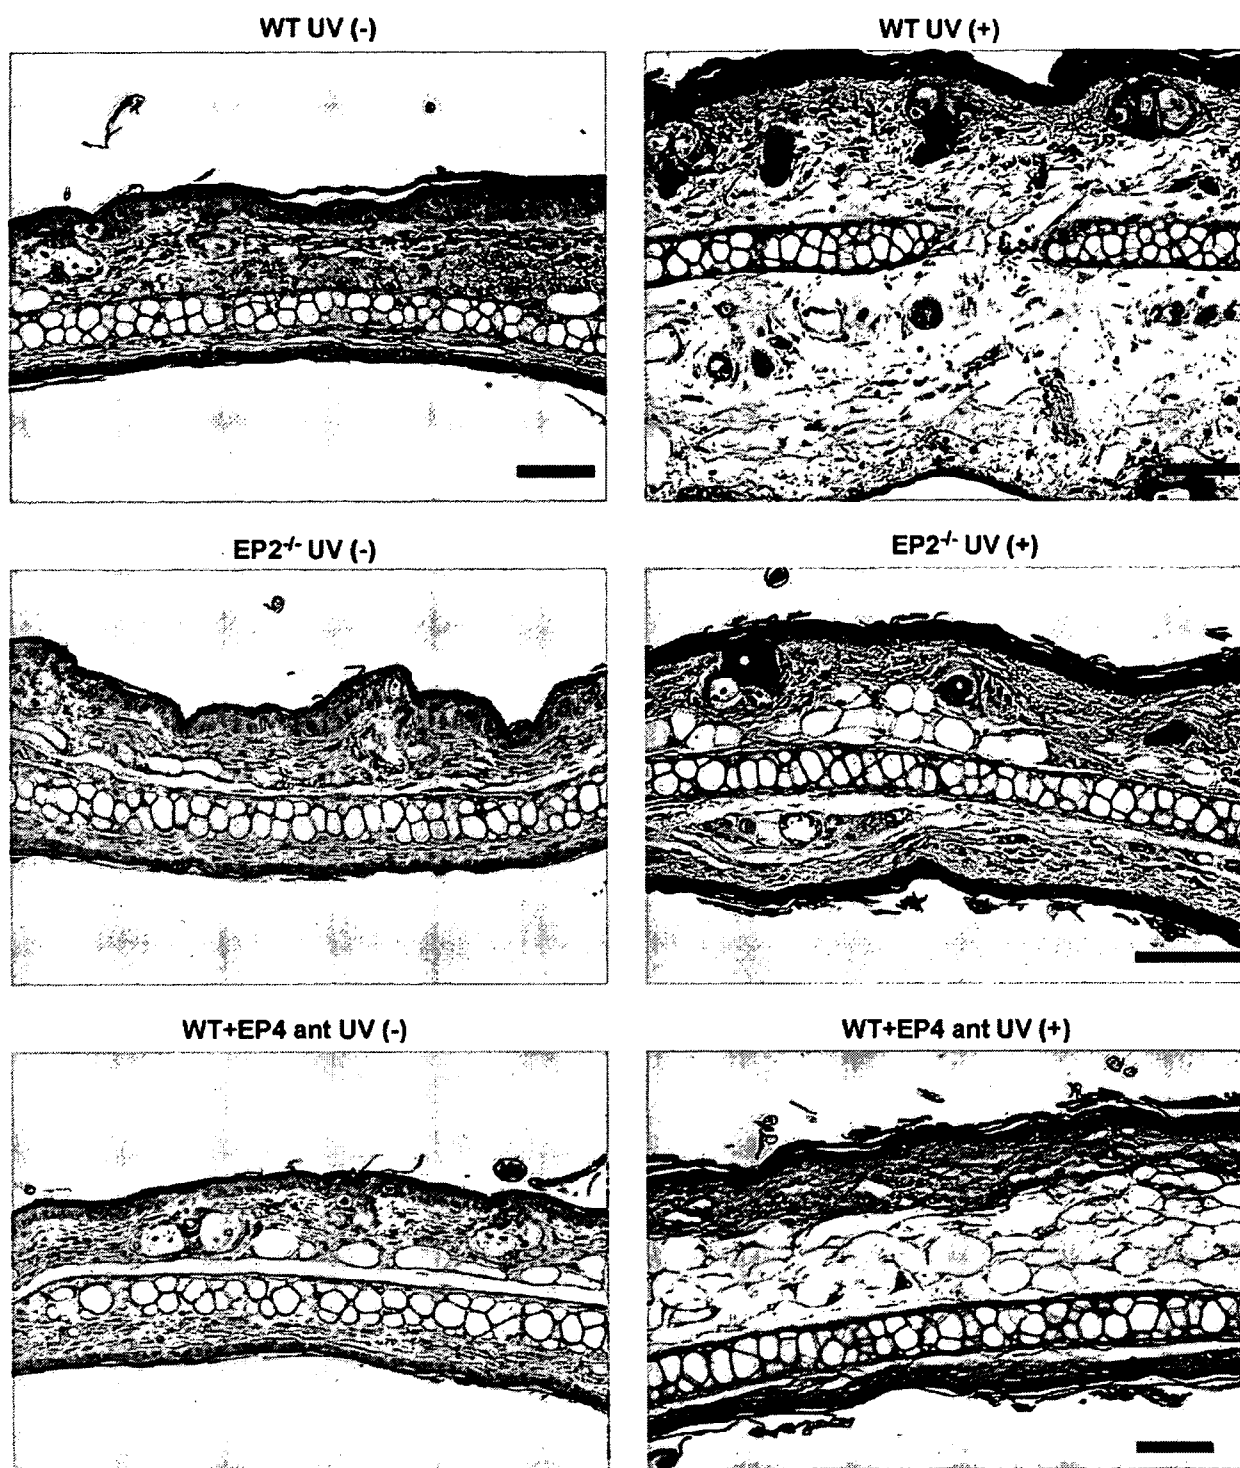 WT UV (-)
WT UV (+)
EP2-/- UV (-)
EP2-/- UV (+)
WT+EP4 ant UV (-)
WT+EP4 ant UV (+)